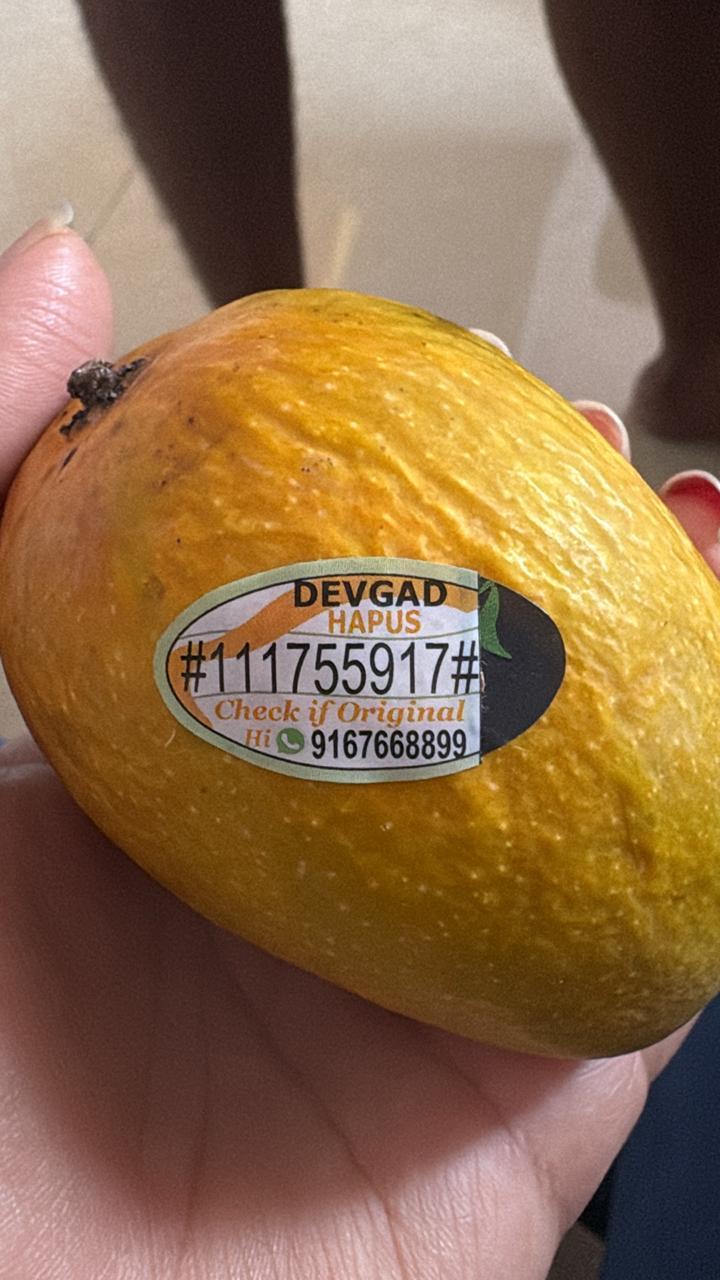 DEVGAD
HAPUS
#111755917#
Check if Original
Hi 9167668899